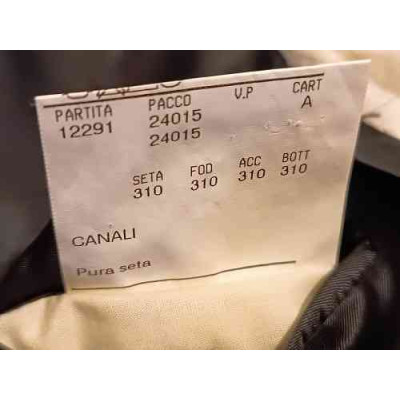 PARTITA PACCO V.P CART
12291 24015 A
24015
SETA FOD ACC BOTT
310 310 310 310
CANALI
Pura seta